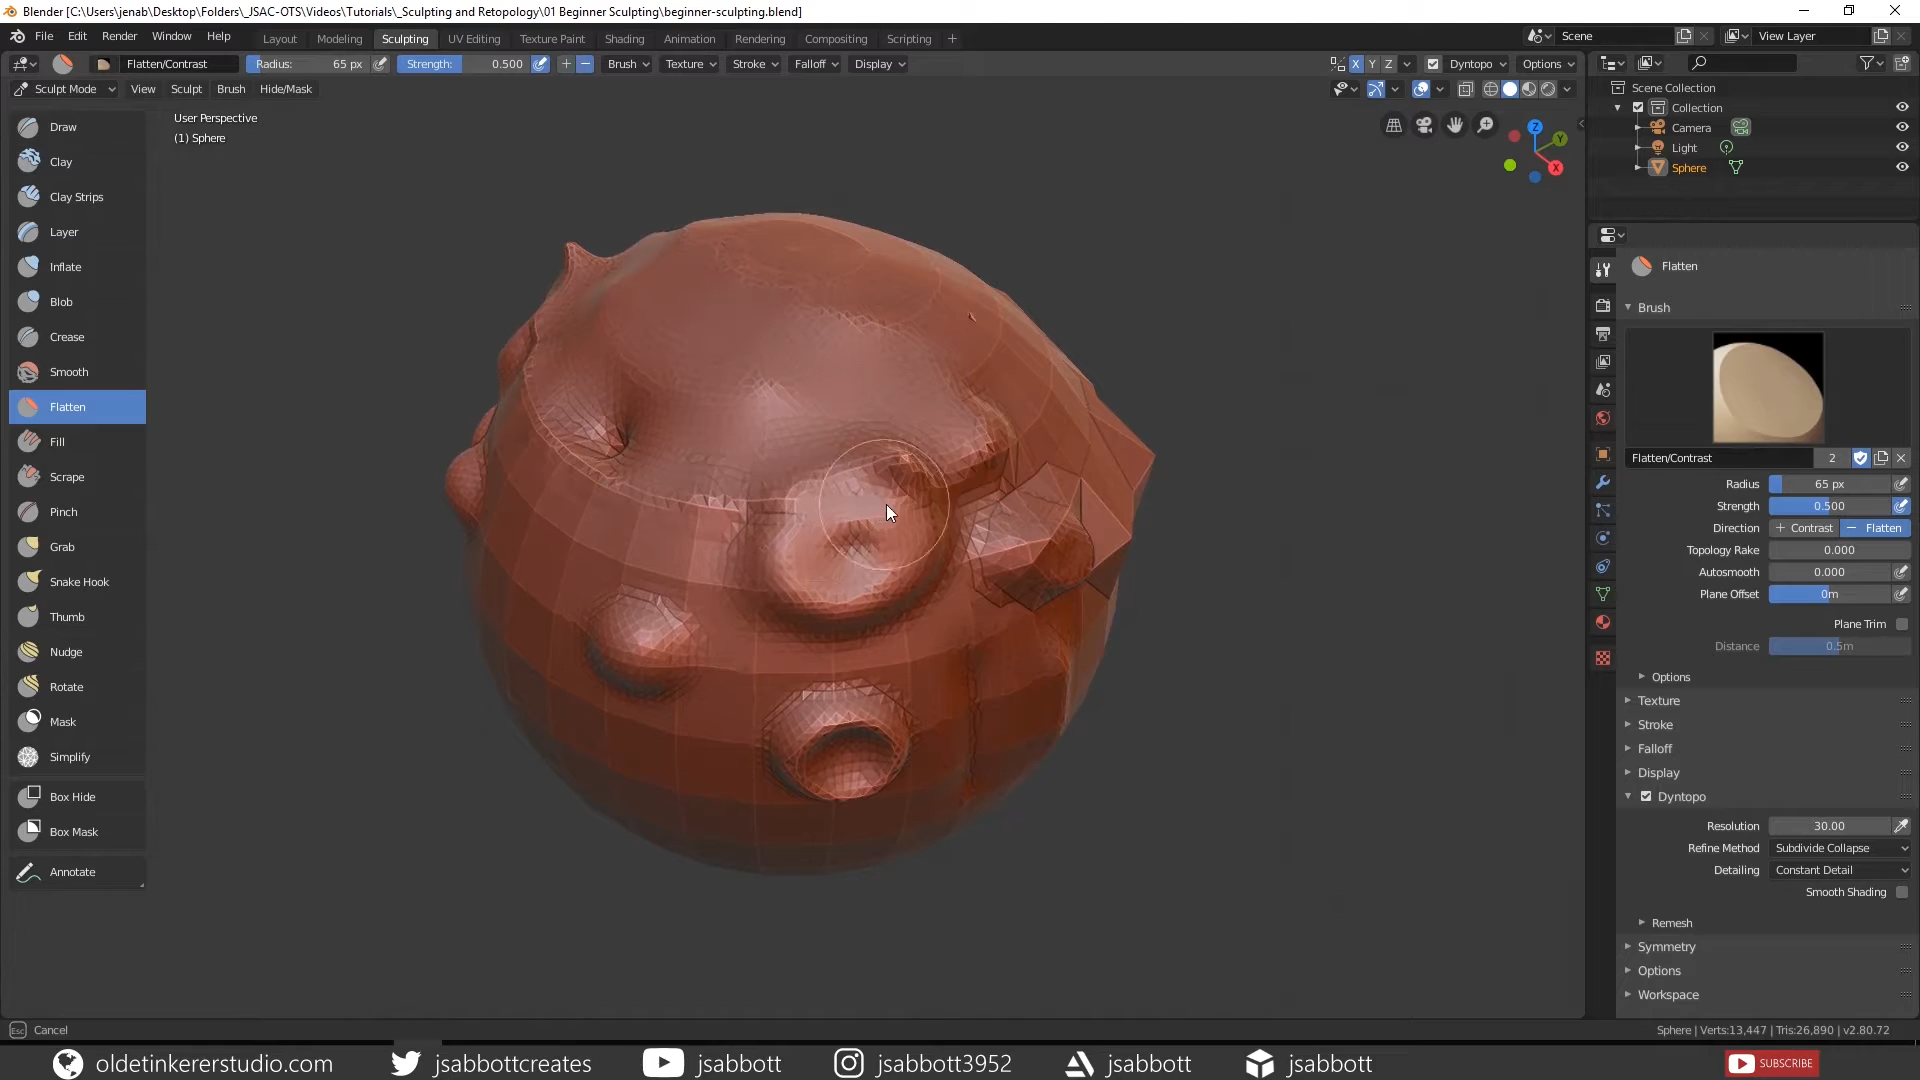 Blender [C:\Users\jenab\Desktop\Folders\_JSAC-OTS\Videos\Tutorials\_Sculpting and Retopology\01 Beginner Sculpting\beginner-sculpting.blend]
File Edit Render Window Help Layout Modeling Sculpting UV Editing Texture Paint Shading Animation Rendering Compositing Scripting + Scene View Layer
Flatten/Contrast Radius: 65 px Strength: 0.500 + − Brush Texture Stroke Falloff Display X Y Z Dyntopo Options
Sculpt Mode View Sculpt Brush Hide/Mask
User Perspective
(1) Sphere
Z
Y
X
Draw
Clay
Clay Strips
Layer
Inflate
Blob
Crease
Smooth
Flatten
Fill
Scrape
Pinch
Grab
Snake Hook
Thumb
Nudge
Rotate
Mask
Simplify
Box Hide
Box Mask
Annotate
Scene Collection
Collection
Camera
Light
Sphere
Flatten
Brush
Flatten/Contrast 2
Radius 65 px
Strength 0.500
Direction + Contrast − Flatten
Topology Rake 0.000
Autosmooth 0.000
Plane Offset 0m
Plane Trim
Distance 0.5m
Options
Texture
Stroke
Falloff
Display
Dyntopo
Resolution 30.00
Refine Method Subdivide Collapse
Detailing Constant Detail
Smooth Shading
Remesh
Symmetry
Options
Workspace
Esc Cancel
Sphere | Verts:13,447 | Tris:26,890 | v2.80.72
oldetinkererstudio.com jsabbottcreates jsabbott jsabbott3952 jsabbott jsabbott SUBSCRIBE